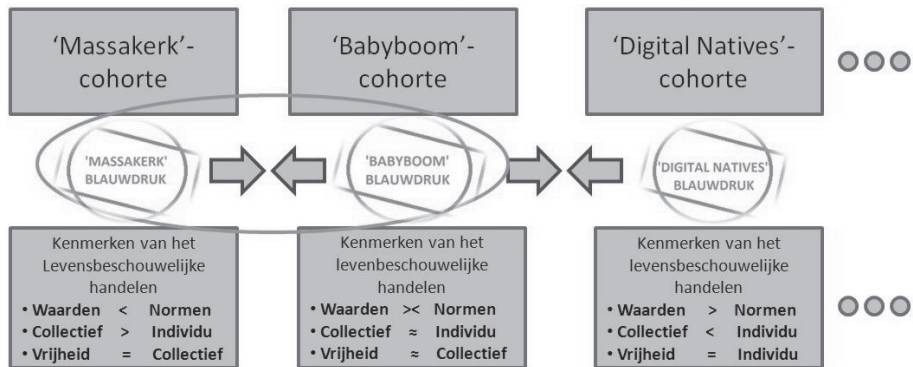 'Massakerk'-
cohorte
'Babyboom'-
cohorte
'Digital Natives'-
cohorte
'MASSAKERK'
BLAUWDRUK
'BABYBOOM'
BLAUWDRUK
'DIGITAL NATIVES'
BLAUWDRUK
Kenmerken van het
Levensbeschouwelijke
handelen
• Waarden < Normen
• Collectief > Individu
• Vrijheid = Collectief
Kenmerken van het
levenbeschouwelijke
handelen
• Waarden >< Normen
• Collectief ≈ Individu
• Vrijheid ≈ Collectief
Kenmerken van het
levensbeschouwelijke
handelen
• Waarden > Normen
• Collectief < Individu
• Vrijheid = Individu